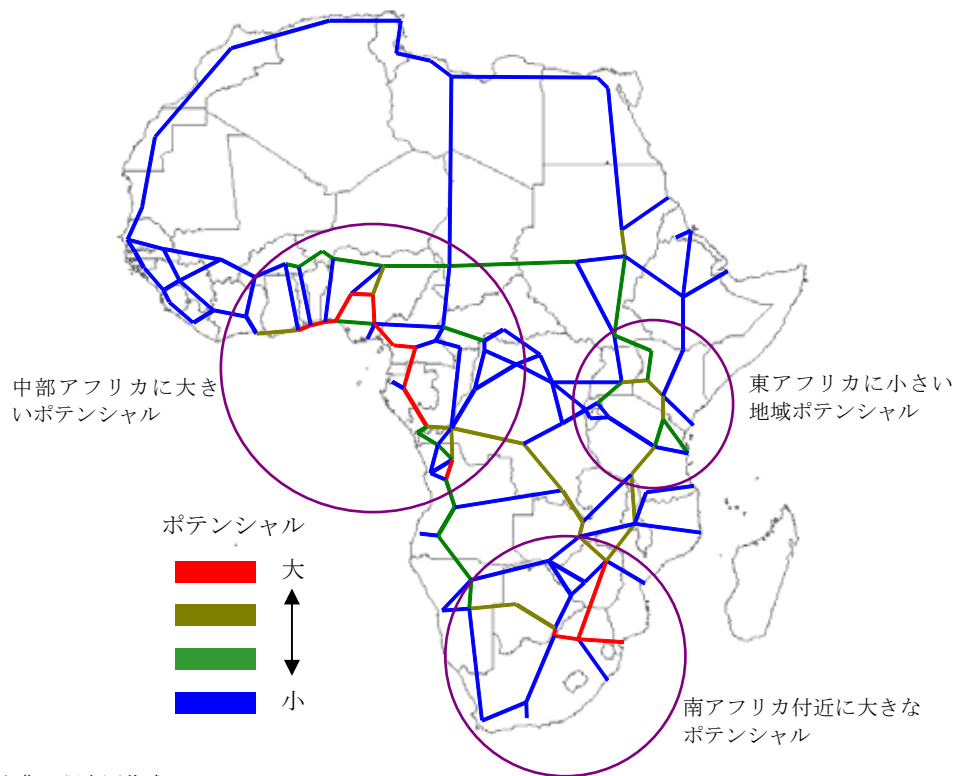 中部アフリカに大き
いポテンシャル
東アフリカに小さい
地域ポテンシャル
ポテンシャル
大
小
南アフリカ付近に大きな
ポテンシャル